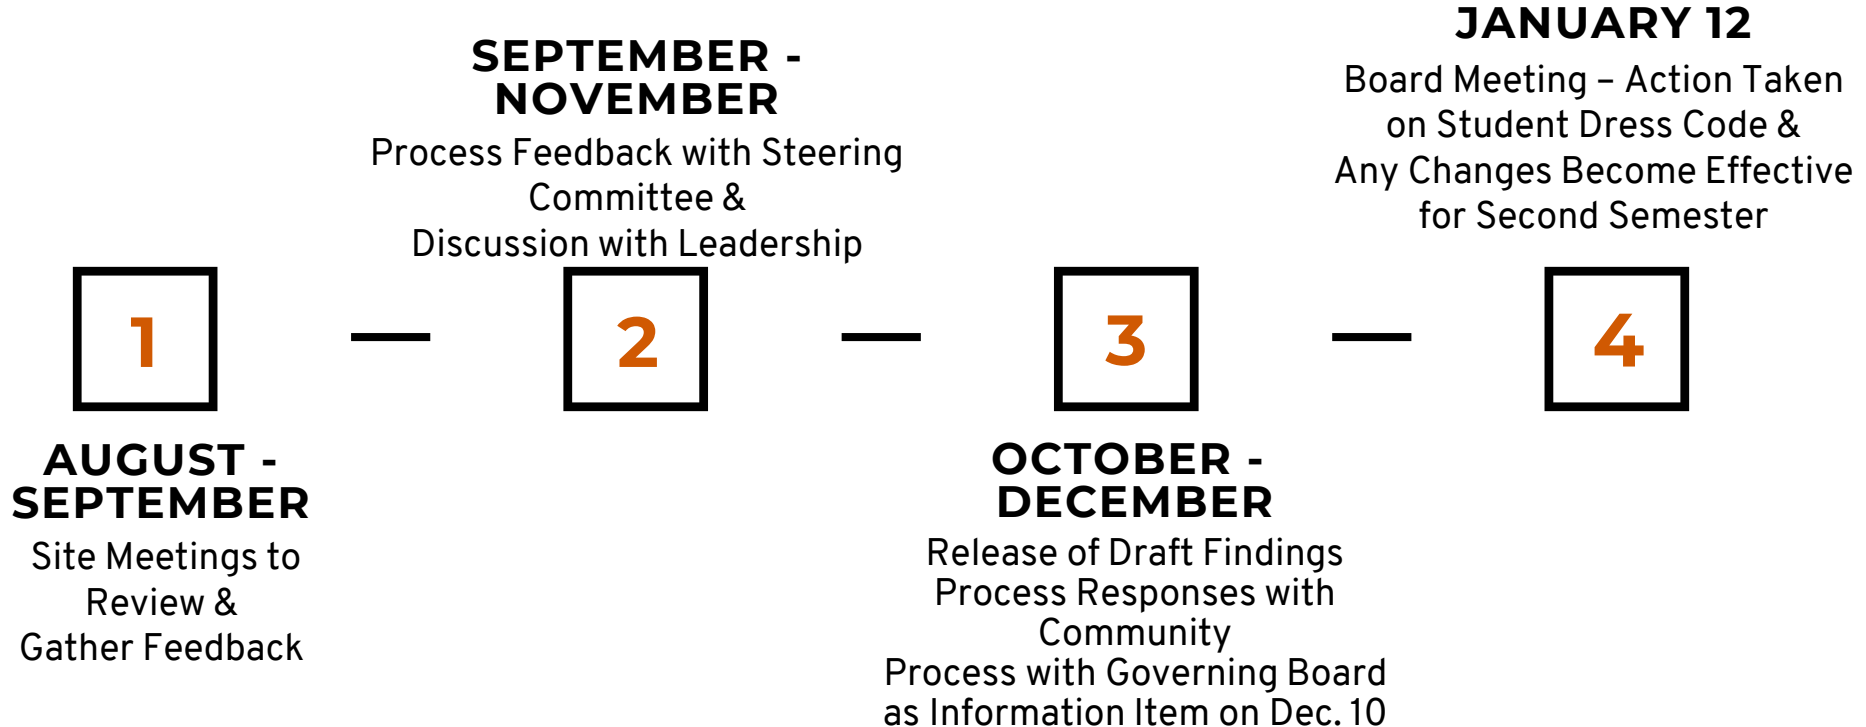 1
AUGUST -
SEPTEMBER
Site Meetings to
Review &
Gather Feedback
SEPTEMBER -
NOVEMBER
Process Feedback with Steering
Committee &
Discussion with Leadership
2
3
OCTOBER -
DECEMBER
Release of Draft Findings
Process Responses with
Community
Process with Governing Board
as Information Item on Dec. 10
JANUARY 12
Board Meeting – Action Taken
on Student Dress Code &
Any Changes Become Effective
for Second Semester
4